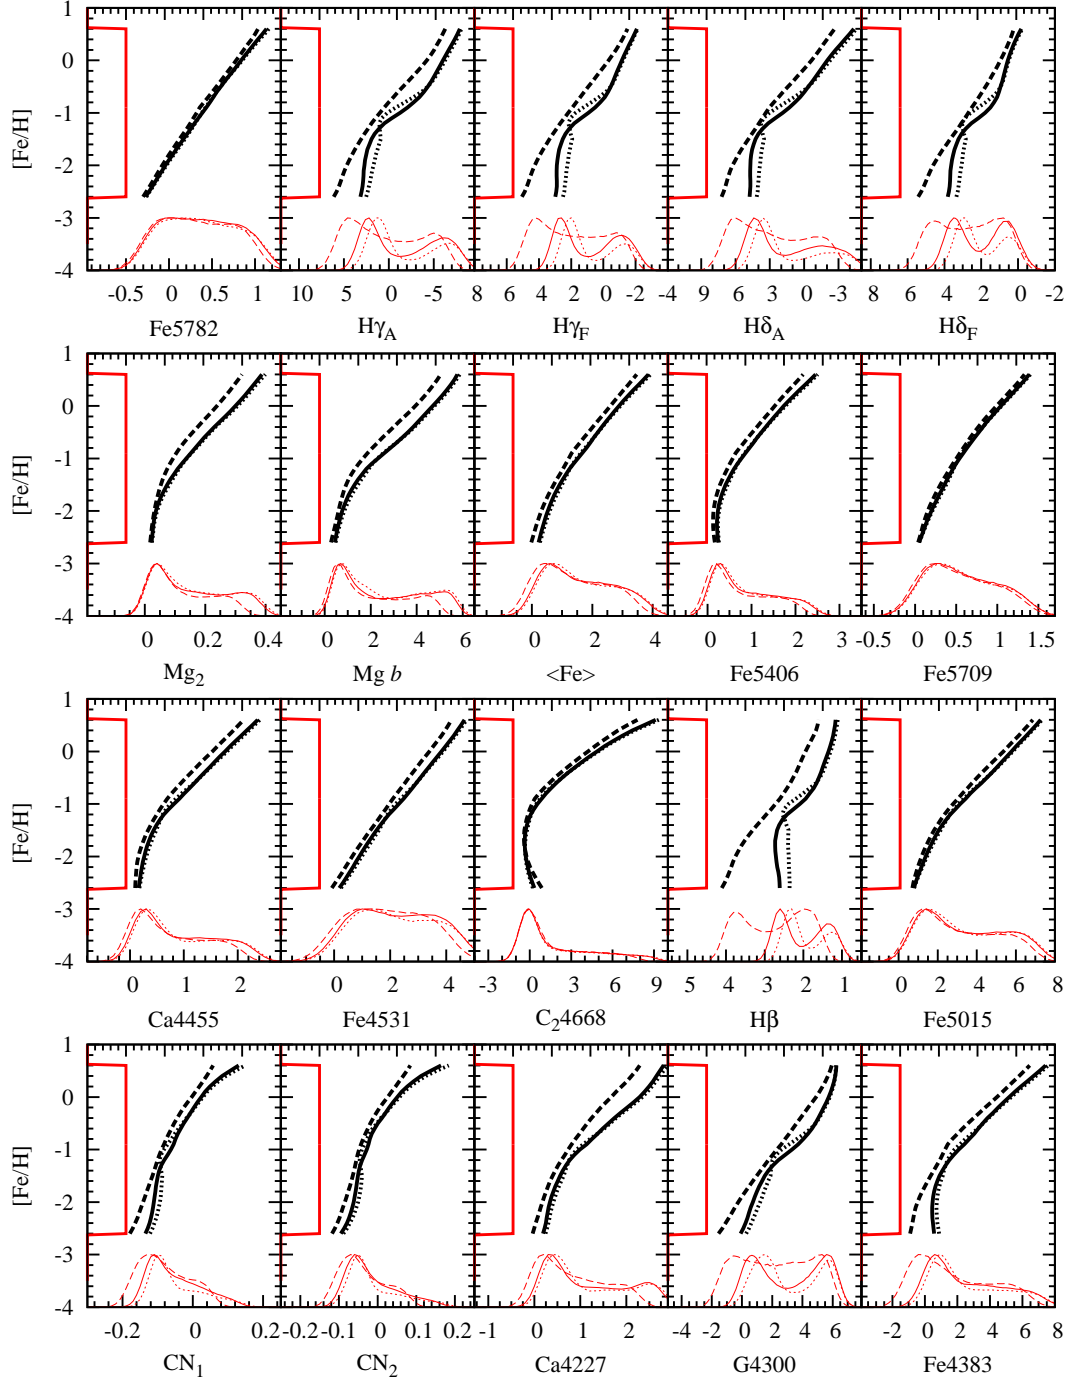 1
0
-1
-2
-3
-4
[Fe/H]
-0.5 0 0.5 1
10 5 0 -5
8 6 4 2 0 -2 -4
9 6 3 0 -3
8 6 4 2 0 -2
Fe5782 HγA HγF HδA HδF
1
0
-1
-2
-3
-4
[Fe/H]
0 0.2 0.4
0 2 4 6
0 2 4
0 1 2 3
-0.5 0 0.5 1 1.5
Mg2 Mg b <Fe> Fe5406 Fe5709
1
0
-1
-2
-3
-4
[Fe/H]
0 1 2
0 2 4
-3 0 3 6 9
5 4 3 2 1
0 2 4 6 8
Ca4455 Fe4531 C24668 Hβ Fe5015
1
0
-1
-2
-3
-4
[Fe/H]
-0.2 0 0.2
-0.2 -0.1 0 0.1 0.2
-1 0 1 2
-4 -2 0 2 4 6
0 2 4 6 8
CN1 CN2 Ca4227 G4300 Fe4383